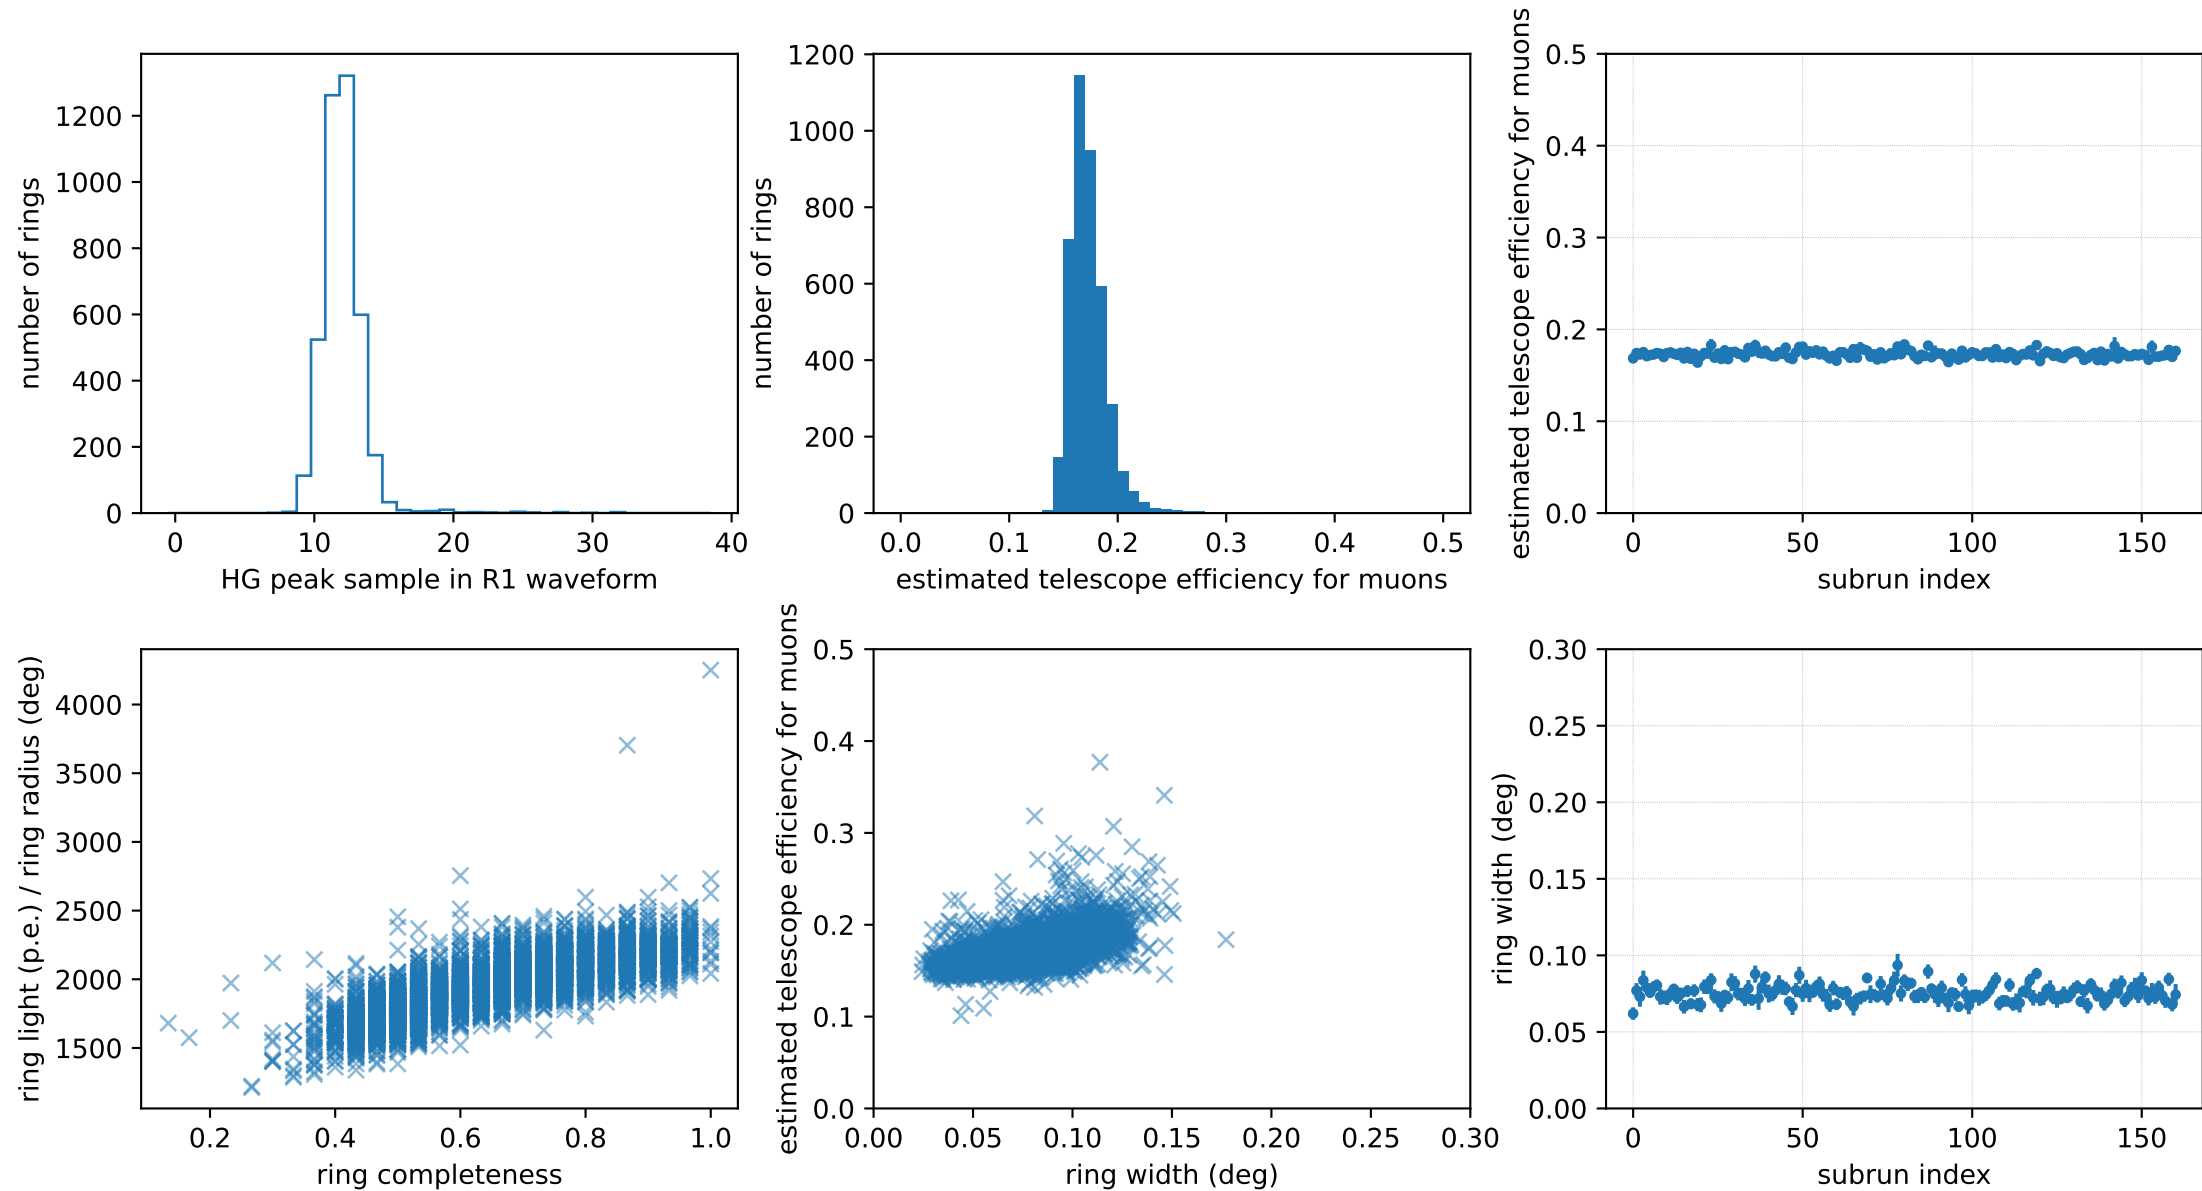 number of rings
1200
1000
800
600
400
200
0
0 10 20 30 40
HG peak sample in R1 waveform
number of rings
1200
1000
800
600
400
200
0
0.0 0.1 0.2 0.3 0.4 0.5
estimated telescope efficiency for muons
estimated telescope efficiency for muons
0.5
0.4
0.3
0.2
0.1
0.0
0 50 100 150
subrun index
ring light (p.e.) / ring radius (deg)
4000
3500
3000
2500
2000
1500
0.2 0.4 0.6 0.8 1.0
ring completeness
estimated telescope efficiency for muons
0.5
0.4
0.3
0.2
0.1
0.0
0.00 0.05 0.10 0.15 0.20 0.25 0.30
ring width (deg)
ring width (deg)
0.30
0.25
0.20
0.15
0.10
0.05
0.00
0 50 100 150
subrun index